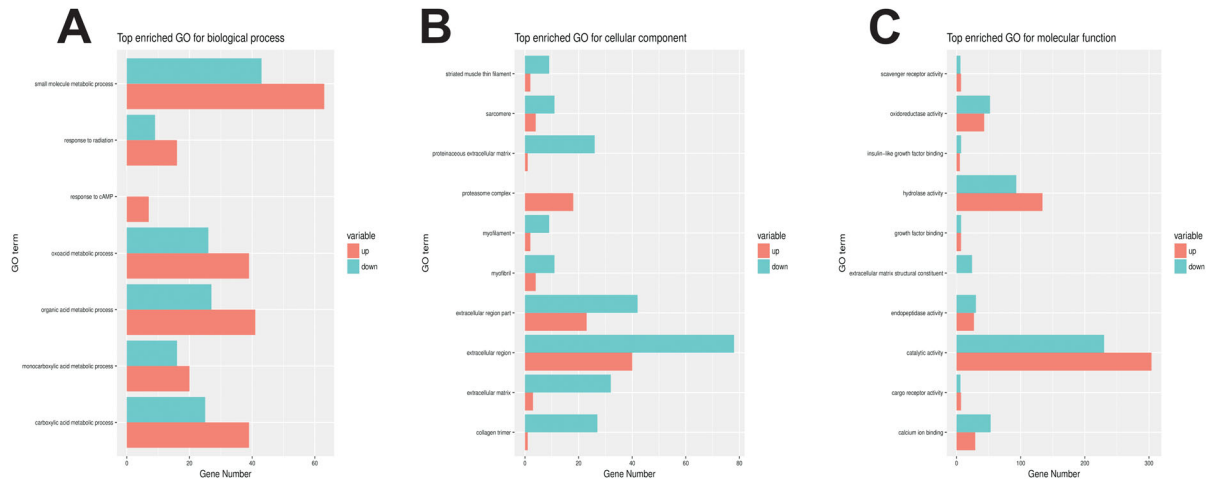 A
Top enriched GO for biological process
small molecule metabolic process
response to radiation
response to cAMP
oxoacid metabolic process
organic acid metabolic process
monocarboxylic acid metabolic process
carboxylic acid metabolic process
GO term
0 20 40 60
Gene Number
variable
up
down
B
Top enriched GO for cellular component
striated muscle thin filament
sarcomere
proteinaceous extracellular matrix
proteasome complex
myofilament
myofibril
extracellular region part
extracellular region
extracellular matrix
collagen trimer
GO term
0 20 40 60 80
Gene Number
variable
up
down
C
Top enriched GO for molecular function
scavenger receptor activity
oxidoreductase activity
insulin-like growth factor binding
hydrolase activity
growth factor binding
extracellular matrix structural constituent
endopeptidase activity
catalytic activity
cargo receptor activity
calcium ion binding
GO term
0 100 200 300
Gene Number
variable
up
down